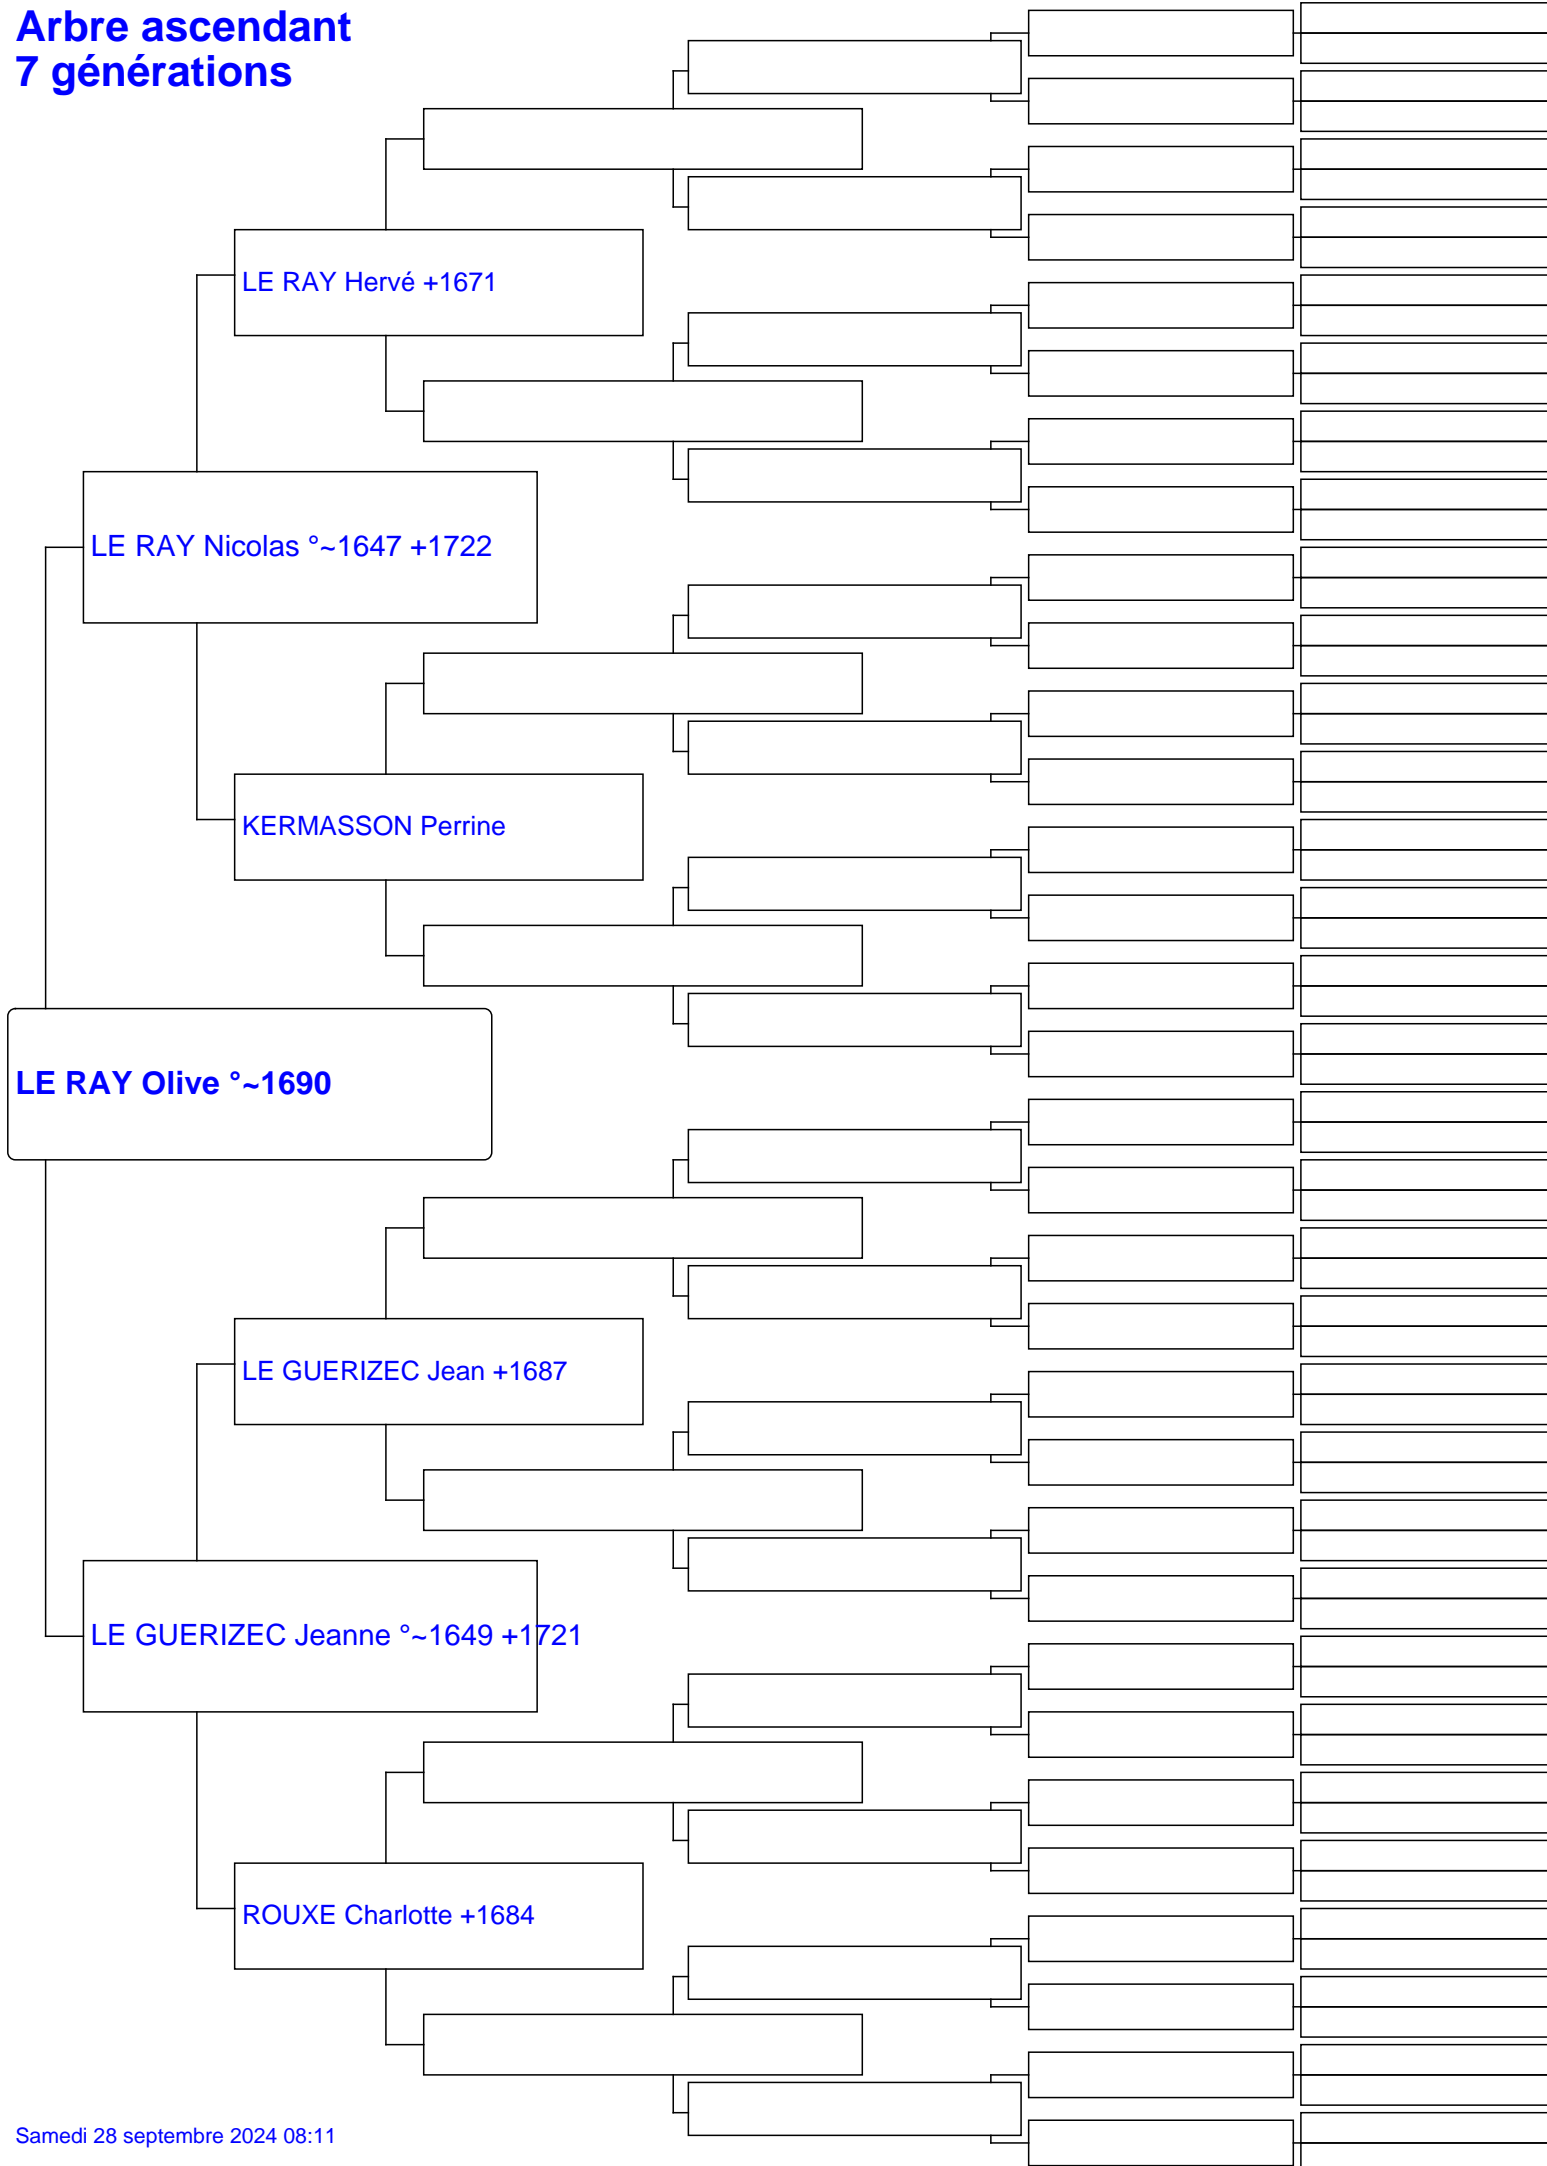 Arbre ascendant
7 générations
LE RAY Hervé +1671
LE RAY Nicolas °~1647 +1722
KERMASSON Perrine
LE RAY Olive °~1690
LE GUERIZEC Jean +1687
LE GUERIZEC Jeanne °~1649 +1721
ROUXE Charlotte +1684
Samedi 28 septembre 2024 08:11